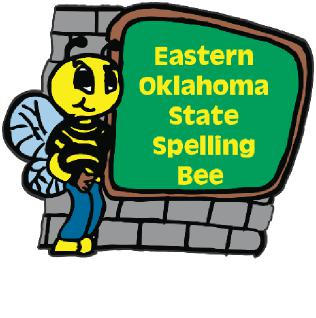 Eastern
Oklahoma
State
Spelling
Bee